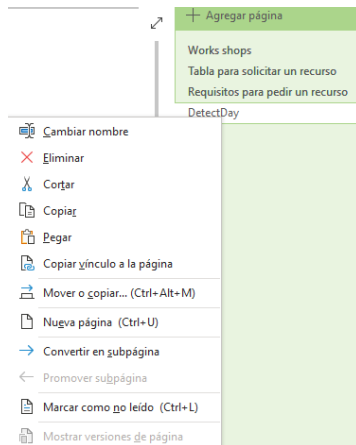 Agregar página
Works shops
Tabla para solicitar un recurso
Requisitos para pedir un recurso
DetectDay
Cambiar nombre
Eliminar
Cortar
Copiar
Pegar
Copiar vínculo a la página
Mover o copiar... (Ctrl+Alt+M)
Nueva página (Ctrl+U)
Convertir en subpágina
Promover subpágina
Marcar como no leído (Ctrl+L)
Mostrar versiones de página